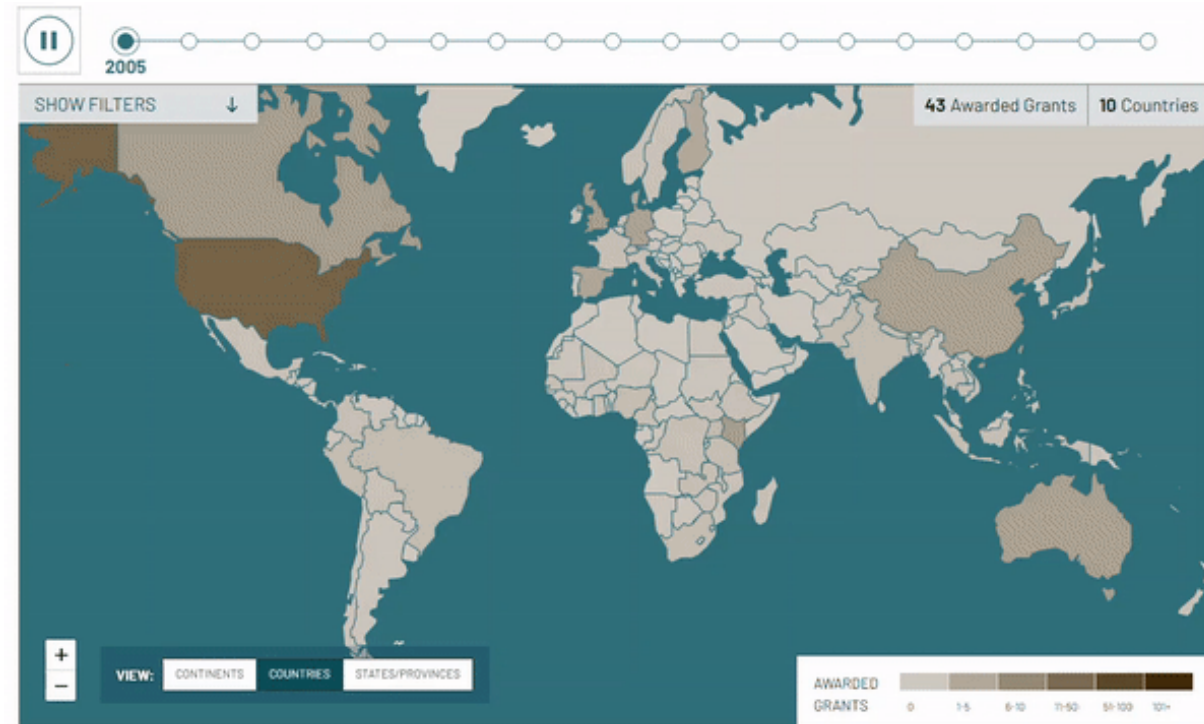 2005
SHOW FILTERS ↓
43 Awarded Grants 10 Countries
+
−
VIEW: CONTINENTS COUNTRIES STATES/PROVINCES
AWARDED
GRANTS
0 1-5 6-10 11-50 51-100 101+